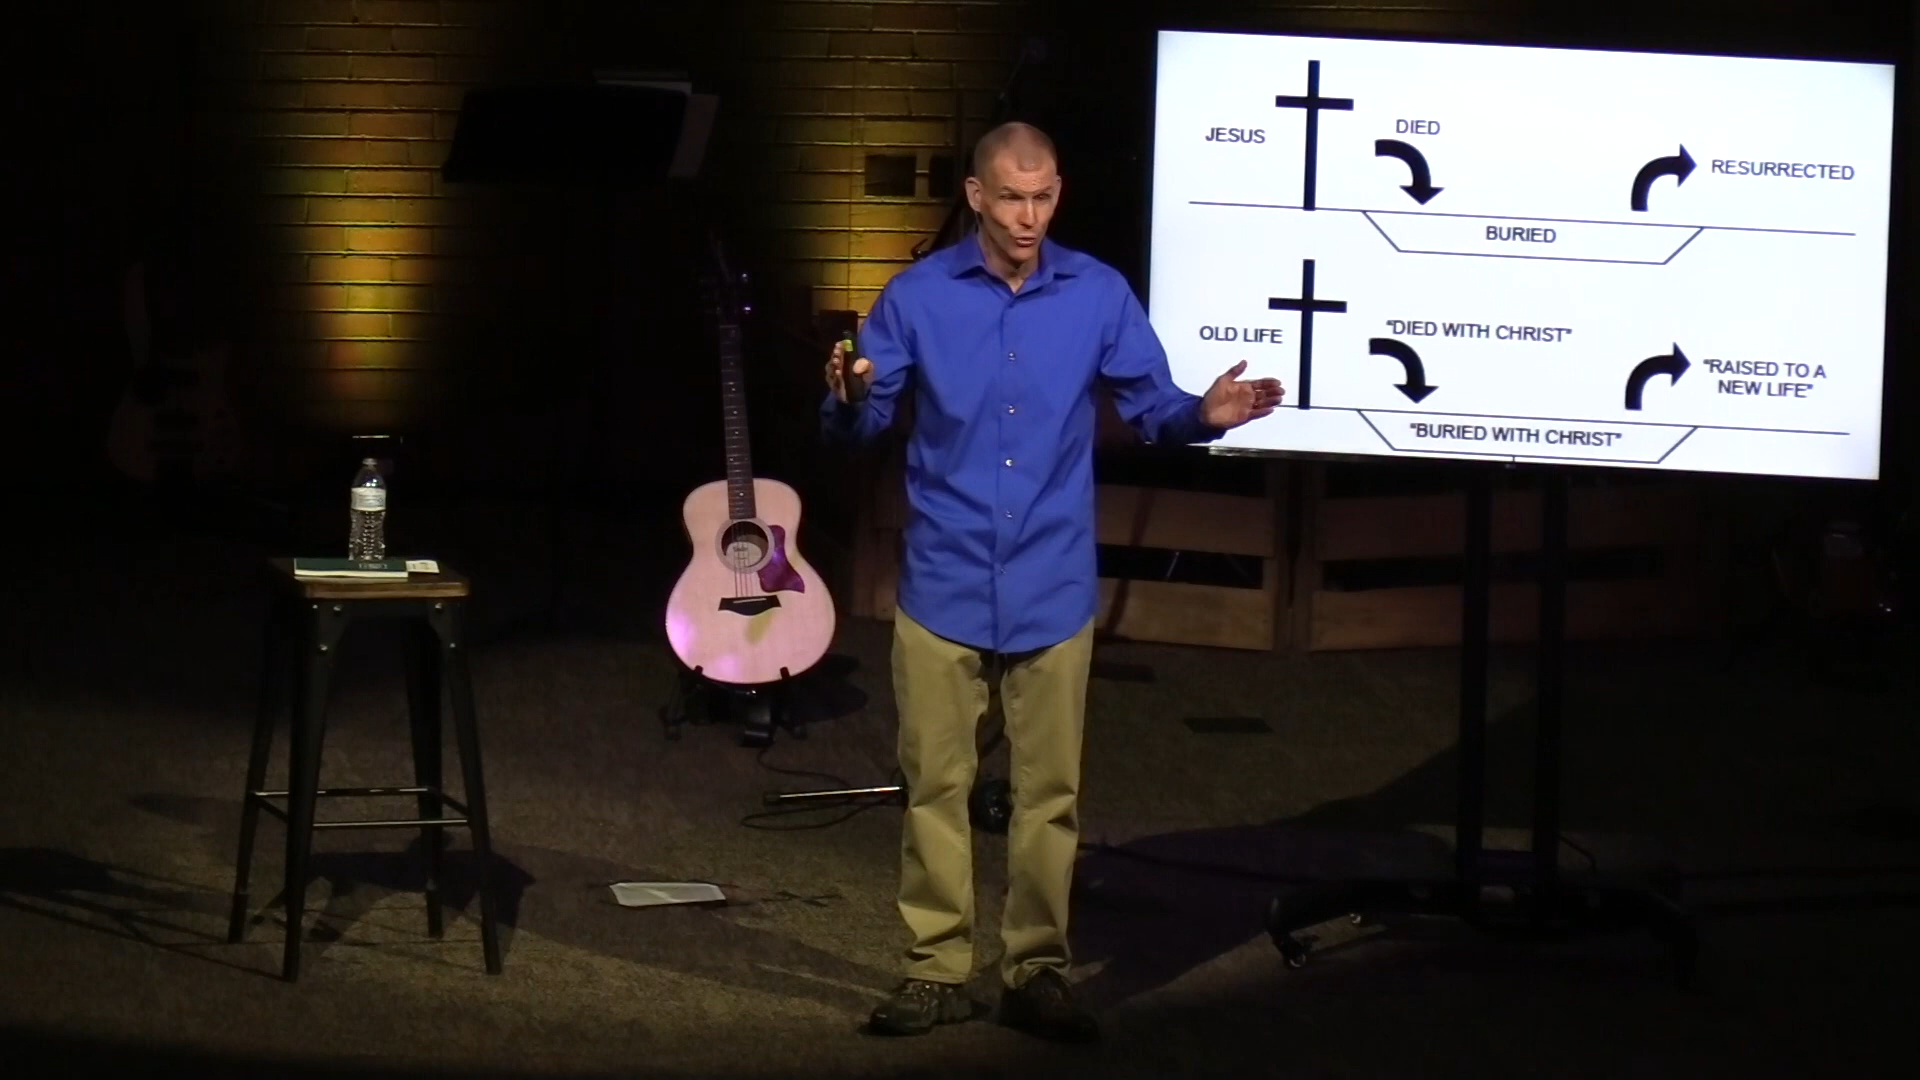 JESUS
DIED
RESURRECTED
BURIED
OLD LIFE
"DIED WITH CHRIST"
"RAISED TO A
NEW LIFE"
"BURIED WITH CHRIST"